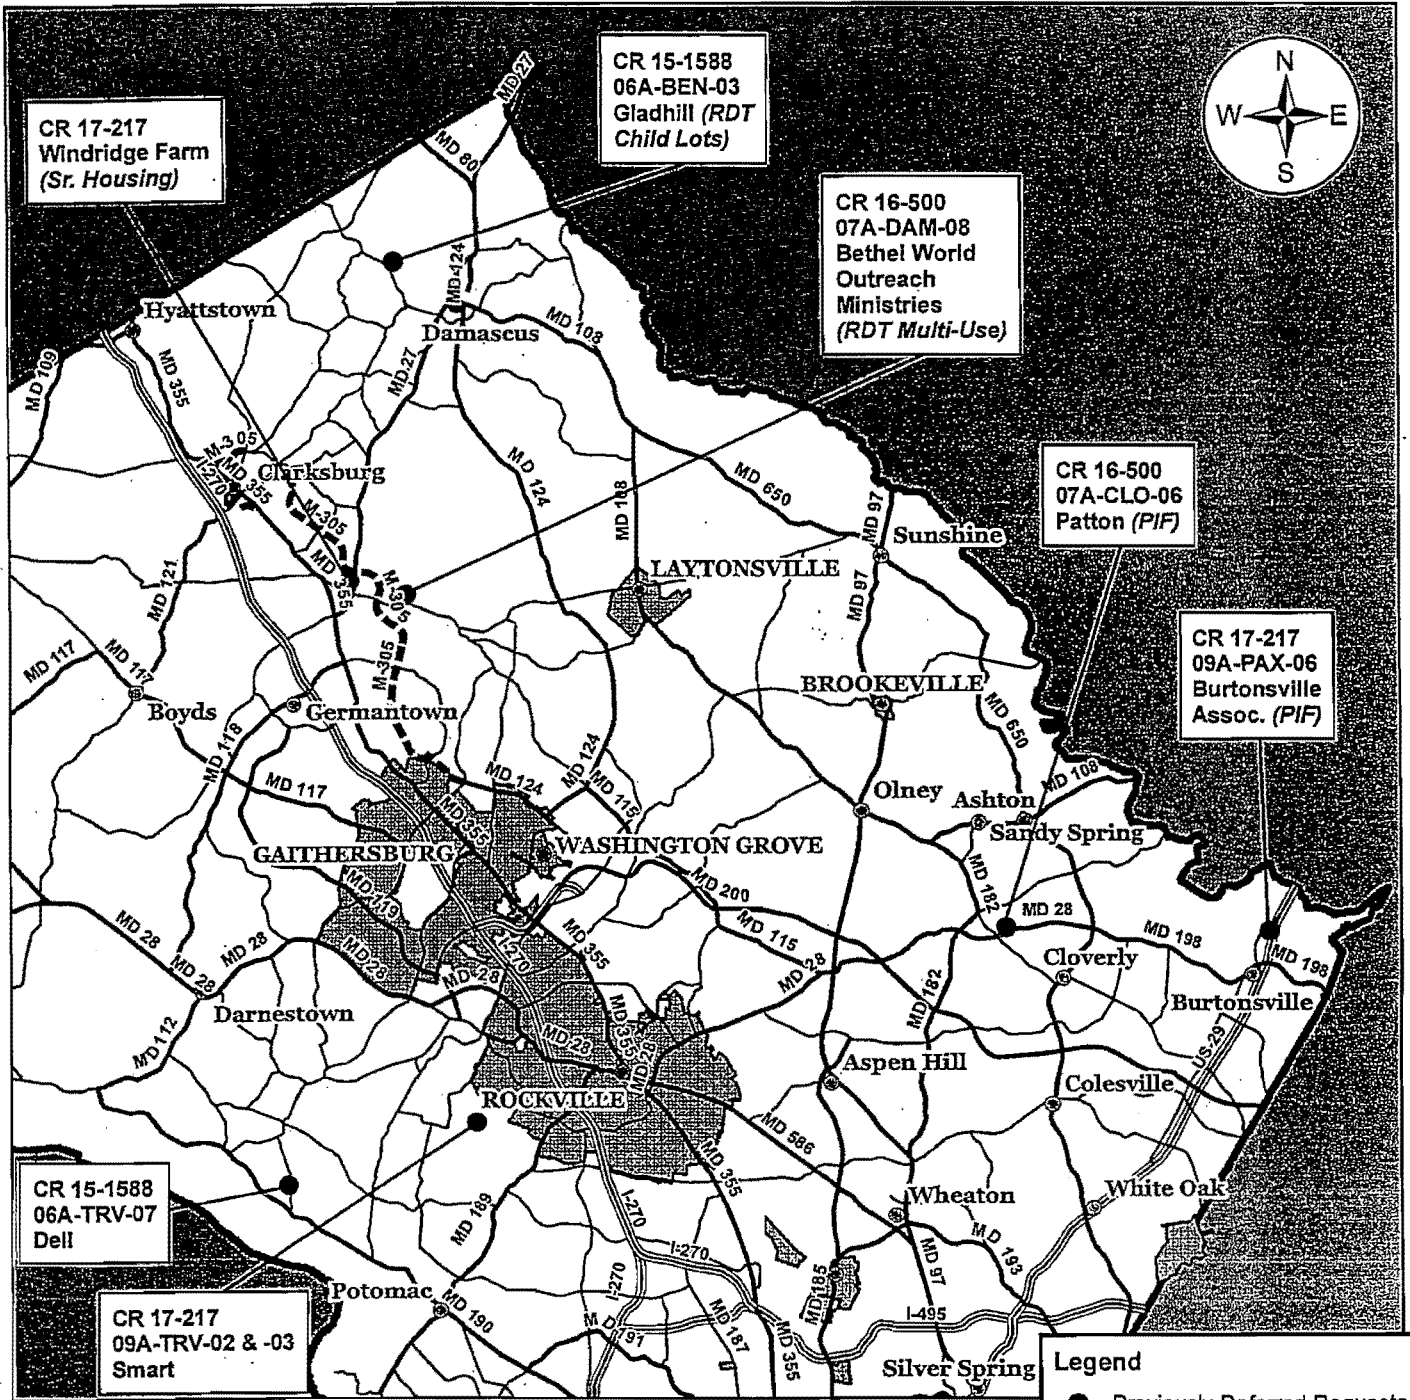 CR 15-1588
06A-BEN-03
Gladhill (RDT
Child Lots)
CR 17-217
Windridge Farm
(Sr. Housing)
CR 16-500
07A-DAM-08
Bethel World
Outreach
Ministries
(RDT Multi-Use)
CR 16-500
07A-CLO-06
Patton (PIF)
CR 17-217
09A-PAX-06
Burtonsville
Assoc. (PIF)
CR 15-1588
06A-TRV-07
Dell
CR 17-217
09A-TRV-02 & -03
Smart
N
W
E
S
MD 27
MD 80
MD 124
Hyattstown
Damascus
MD 108
MD 109
MD 355
MD 27
M-305
I-270
MD 355
Clarksburg
M-305
MD 124
MD 108
MD 650
MD 97
Sunshine
MD 355
M-305
LAYTONSVILLE
MD 97
MD 121
MD 117
MD 117
M-305
Boyds
Germantown
BROOKEVILLE
MD 650
MD 118
MD 117
MD 124
MD 124
MD 115
MD 355
Olney
Ashton
MD 108
Sandy Spring
GAITHERSBURG
WASHINGTON GROVE
MD 119
MD 200
MD 182
MD 28
MD 115
MD 28
MD 28
MD 28
MD 28
MD 28
I-270
MD 355
MD 28
MD 198
MD 198
Cloverly
Burtonsville
Darnestown
MD 112
MD 28
MD 355
MD 28
MD 182
US-29
Aspen Hill
Colesville
ROCKVILLE
MD 586
MD 355
Wheaton
White Oak
MD 189
I-270
I-270
MD 193
MD 97
Potomac
MD 190
I-270
MD 191
MD 187
MD 185
MD 355
I-495
Silver Spring
Legend
Previously Deferred Requests